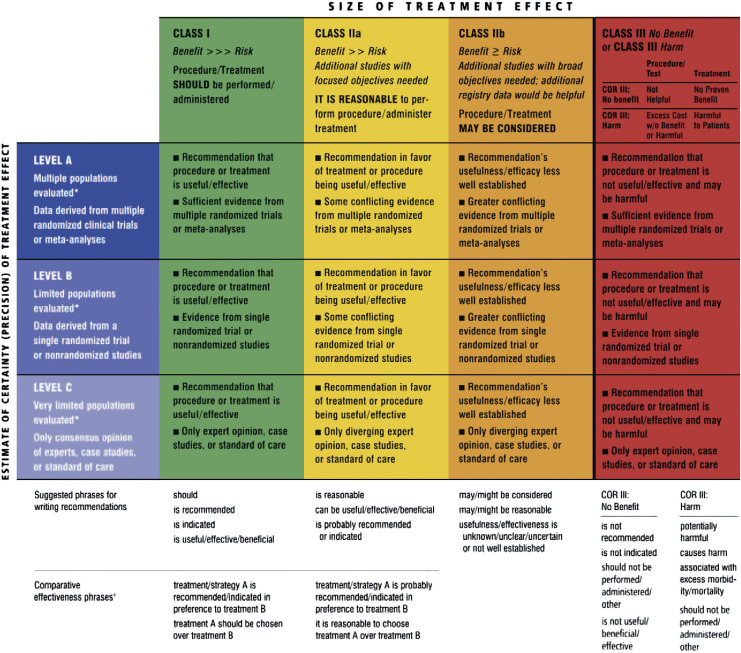 SIZE OF TREATMENT EFFECT
ESTIMATE OF CERTAINTY (PRECISION) OF TREATMENT EFFECT
CLASS I
Benefit >>> Risk
Procedure/Treatment
SHOULD be performed/
administered
CLASS IIa
Benefit >> Risk
Additional studies with
focused objectives needed
IT IS REASONABLE to per-
form procedure/administer
treatment
CLASS IIb
Benefit ≥ Risk
Additional studies with broad
objectives needed; additional
registry data would be helpful
Procedure/Treatment
MAY BE CONSIDERED
CLASS III No Benefit
or CLASS III Harm
Procedure/
Test
Treatment
COR III:
No benefit
Not
Helpful
No Proven
Benefit
COR III:
Harm
Excess Cost
w/o Benefit
or Harmful
Harmful
to Patients
LEVEL A
Multiple populations
evaluated*
Data derived from multiple
randomized clinical trials
or meta-analyses
■ Recommendation that
procedure or treatment
is useful/effective
■ Sufficient evidence from
multiple randomized trials
or meta-analyses
■ Recommendation in favor
of treatment or procedure
being useful/effective
■ Some conflicting evidence
from multiple randomized
trials or meta-analyses
■ Recommendation's
usefulness/efficacy less
well established
■ Greater conflicting
evidence from multiple
randomized trials or
meta-analyses
■ Recommendation that
procedure or treatment is
not useful/effective and may
be harmful
■ Sufficient evidence from
multiple randomized trials or
meta-analyses
LEVEL B
Limited populations
evaluated*
Data derived from a
single randomized trial
or nonrandomized studies
■ Recommendation that
procedure or treatment
is useful/effective
■ Evidence from single
randomized trial or
nonrandomized studies
■ Recommendation in favor
of treatment or procedure
being useful/effective
■ Some conflicting
evidence from single
randomized trial or
nonrandomized studies
■ Recommendation's
usefulness/efficacy less
well established
■ Greater conflicting
evidence from single
randomized trial or
nonrandomized studies
■ Recommendation that
procedure or treatment is
not useful/effective and may
be harmful
■ Evidence from single
randomized trial or
nonrandomized studies
LEVEL C
Very limited populations
evaluated*
Only consensus opinion
of experts, case studies,
or standard of care
■ Recommendation that
procedure or treatment is
useful/effective
■ Only expert opinion, case
studies, or standard of care
■ Recommendation in favor
of treatment or procedure
being useful/effective
■ Only diverging expert
opinion, case studies,
or standard of care
■ Recommendation's
usefulness/efficacy less
well established
■ Only diverging expert
opinion, case studies, or
standard of care
■ Recommendation that
procedure or treatment is
not useful/effective and may
be harmful
■ Only expert opinion, case
studies, or standard of care
Suggested phrases for
writing recommendations
should
is recommended
is indicated
is useful/effective/beneficial
is reasonable
can be useful/effective/beneficial
is probably recommended
or indicated
may/might be considered
may/might be reasonable
usefulness/effectiveness is
unknown/unclear/uncertain
or not well established
COR III:
No Benefit
is not
recommended
is not indicated
should not be
performed/
administered/
other
is not useful/
beneficial/
effective
COR III:
Harm
potentially
harmful
causes harm
associated with
excess morbid-
ity/mortality
should not be
performed/
administered/
other
Comparative
effectiveness phrases†
treatment/strategy A is
recommended/indicated in
preference to treatment B
treatment A should be chosen
over treatment B
treatment/strategy A is probably
recommended/indicated in
preference to treatment B
it is reasonable to choose
treatment A over treatment B